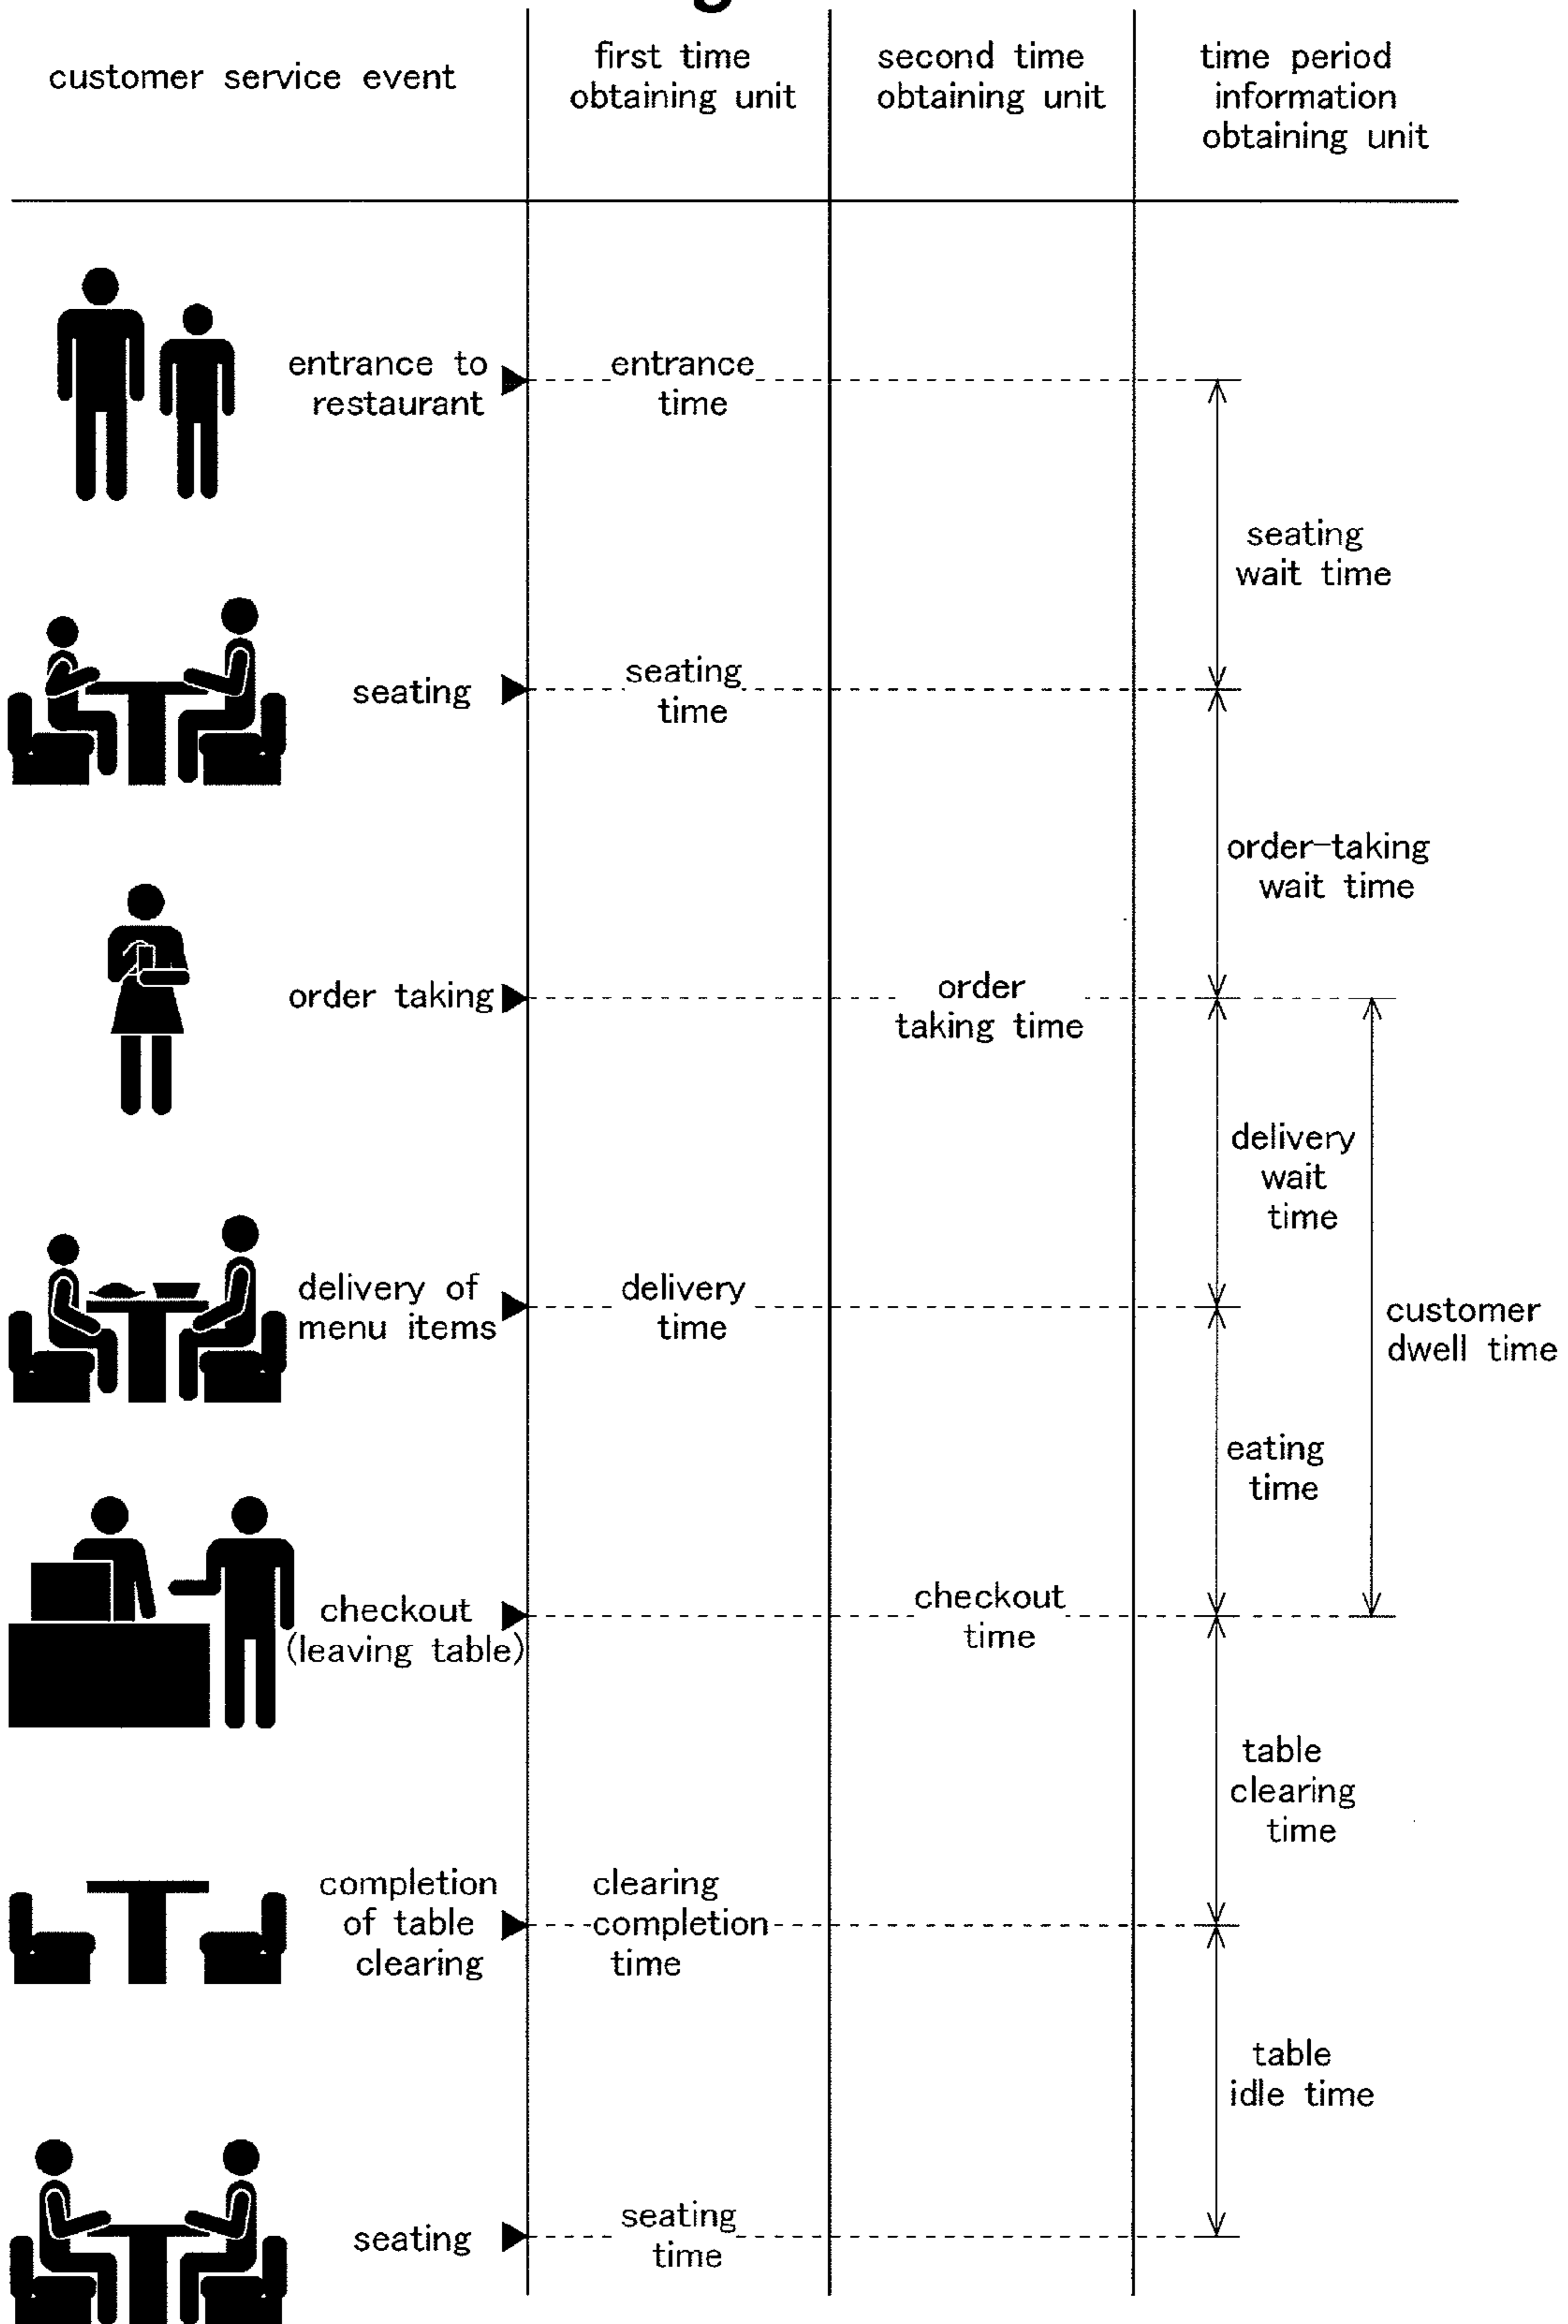 customer service event
first time
obtaining unit
second time
obtaining unit
time period
information
obtaining unit
entrance to
restaurant
entrance
time
seating
wait time
seating
seating
time
order-taking
wait time
order taking
order
taking time
delivery
wait
time
delivery of
menu items
delivery
time
customer
dwell time
eating
time
checkout
(leaving table)
checkout
time
table
clearing
time
completion
of table
clearing
clearing
completion
time
table
idle time
seating
seating
time